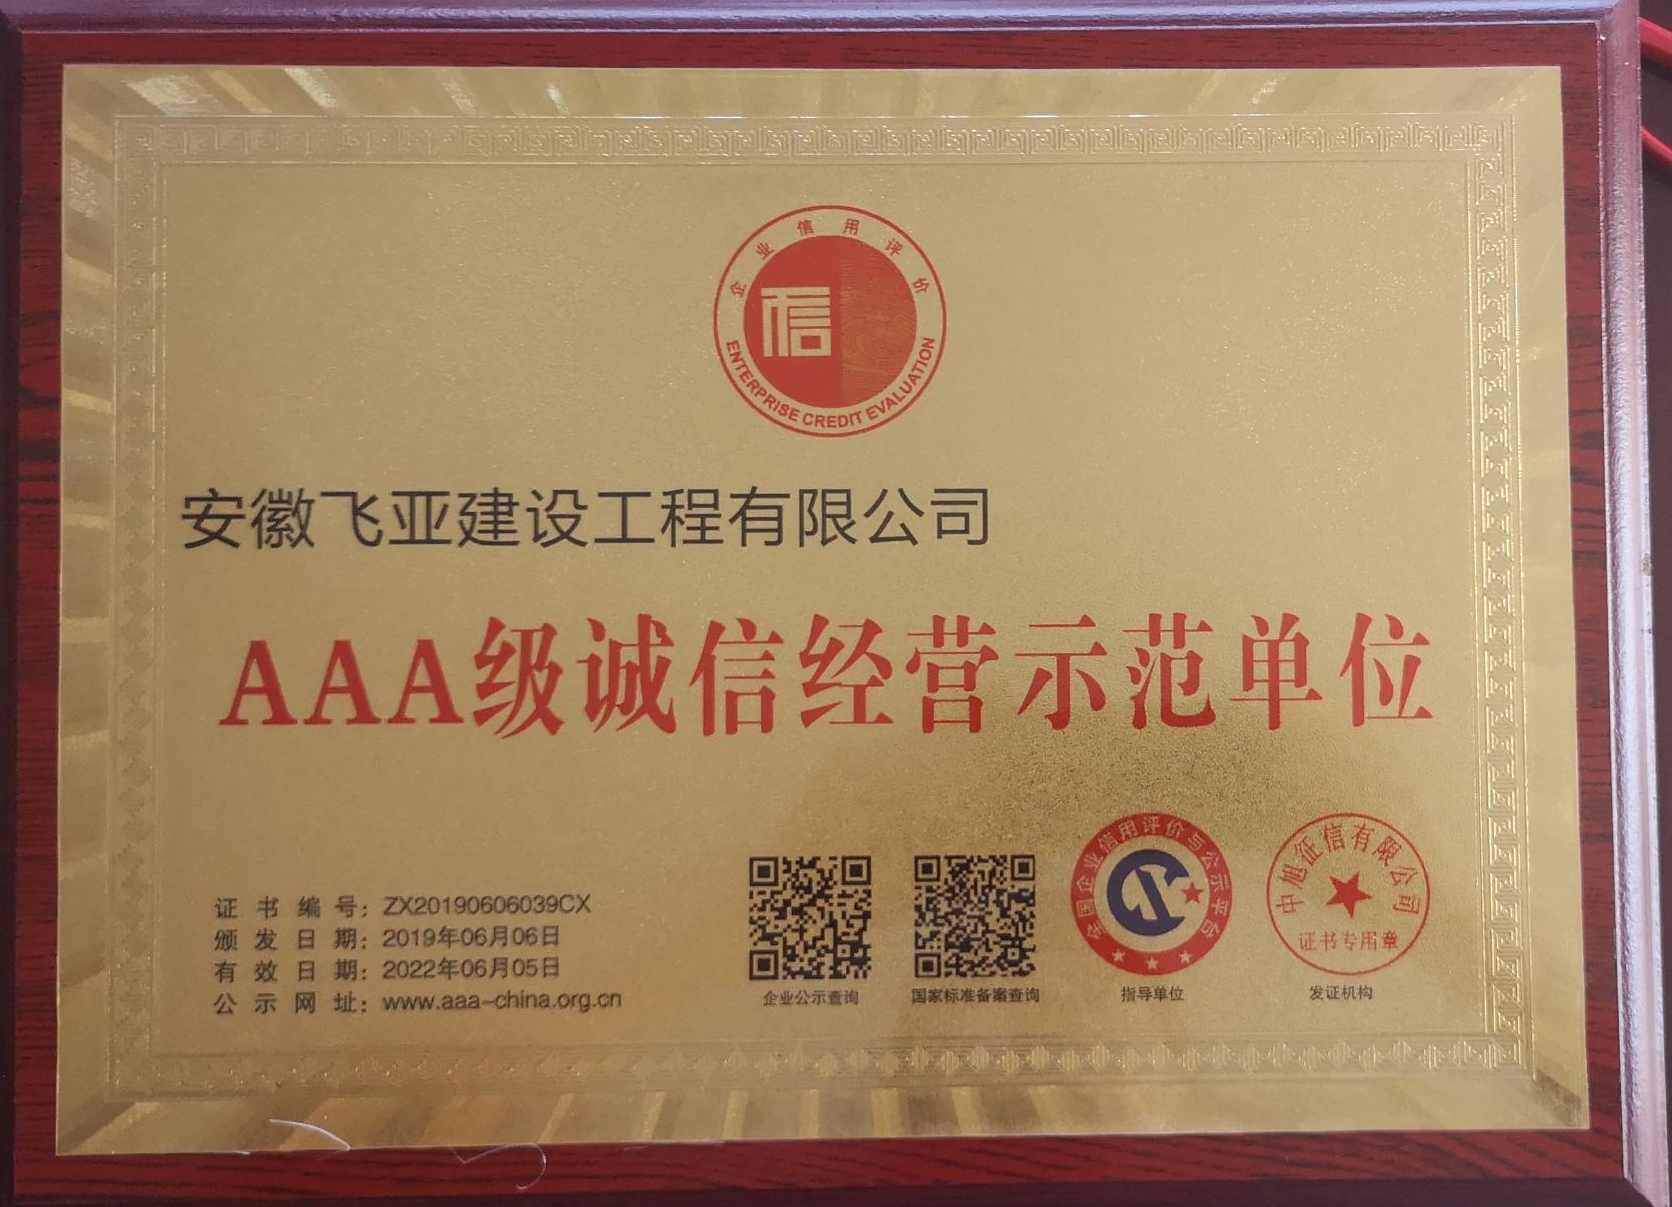 企业信用评价
信
ENTERPRISE CREDIT EVALUATION
安徽飞亚建设工程有限公司
AAA级诚信经营示范单位
证书编号：ZX20190606039CX
颁发日期：2019年06月06日
有效日期：2022年06月05日
公示网址：www.aaa-china.org.cn
企业公示查询
国家标准备案查询
全国企业信用评价与公示平台
指导单位
中旭征信有限公司
证书专用章
发证机构